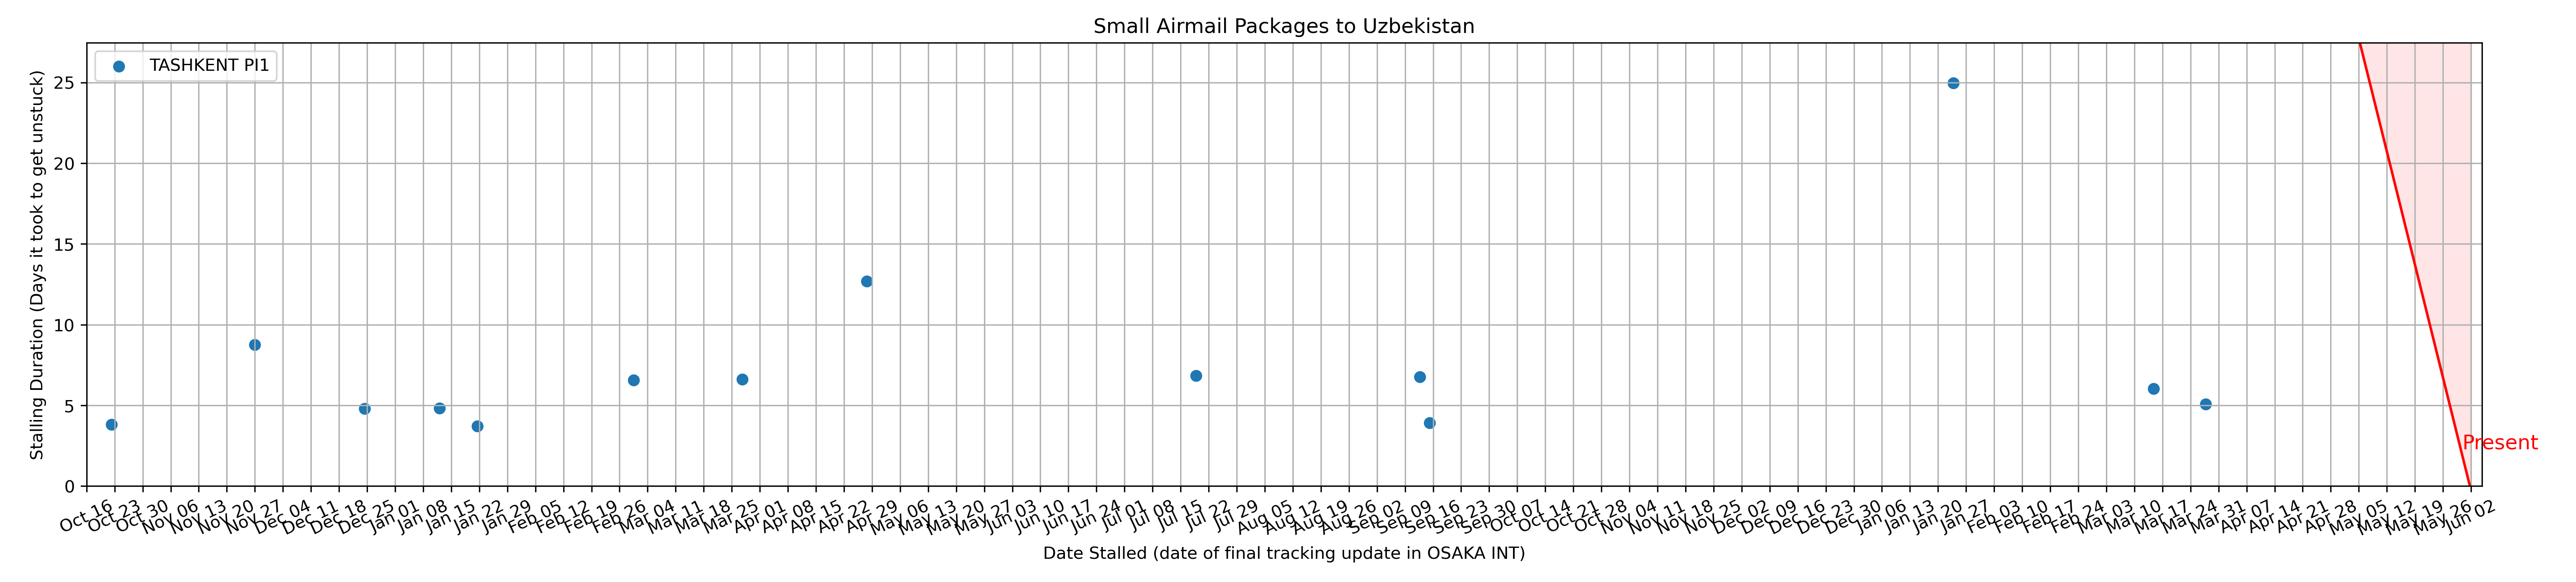 Small Airmail Packages to Uzbekistan
TASHKENT PI1
Stalling Duration (Days it took to get unstuck)
25
20
15
10
5
0
Present
Oct 16 Oct 23 Oct 30 Nov 06 Nov 13 Nov 20 Nov 27 Dec 04 Dec 11 Dec 18 Dec 25 Jan 01 Jan 08 Jan 15 Jan 22 Jan 29 Feb 05 Feb 12 Feb 19 Feb 26 Mar 04 Mar 11 Mar 18 Mar 25 Apr 01 Apr 08 Apr 15 Apr 22 Apr 29 May 06 May 13 May 20 May 27 Jun 03 Jun 10 Jun 17 Jun 24 Jul 01 Jul 08 Jul 15 Jul 22 Jul 29 Aug 05 Aug 12 Aug 19 Aug 26 Sep 02 Sep 09 Sep 16 Sep 23 Sep 30 Oct 07 Oct 14 Oct 21 Oct 28 Nov 04 Nov 11 Nov 18 Nov 25 Dec 02 Dec 09 Dec 16 Dec 23 Dec 30 Jan 06 Jan 13 Jan 20 Jan 27 Feb 03 Feb 10 Feb 17 Feb 24 Mar 03 Mar 10 Mar 17 Mar 24 Mar 31 Apr 07 Apr 14 Apr 21 Apr 28 May 05 May 12 May 19 May 26 Jun 02
Date Stalled (date of final tracking update in OSAKA INT)